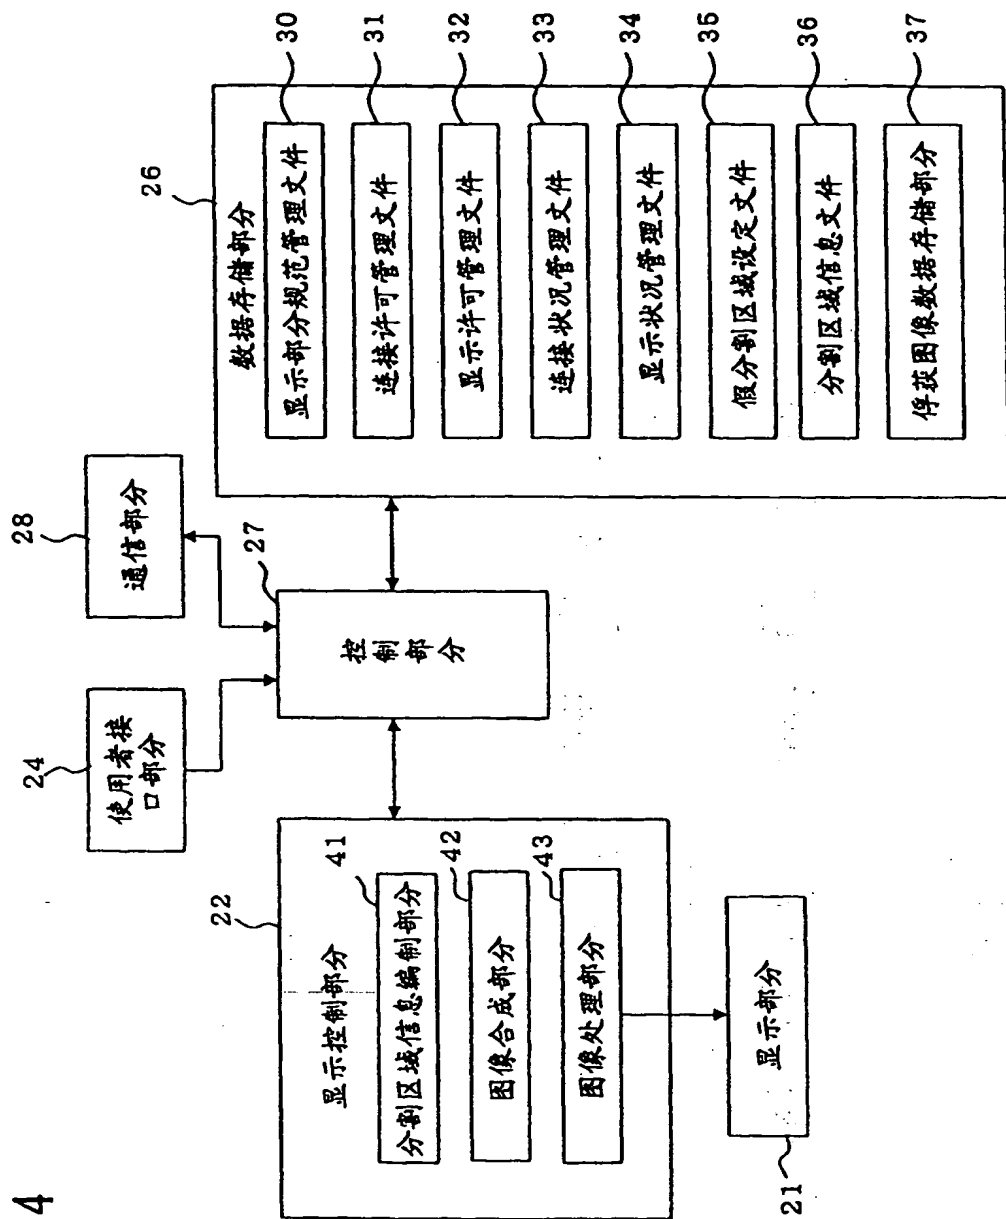 4
24
使用者接
口部分
28
通信部分
26
数据存储部分
30
显示部分规范管理文件
31
连接许可管理文件
32
显示许可管理文件
33
连接状况管理文件
34
显示状况管理文件
35
假分割区域设定文件
36
分割区域信息文件
37
俘获图像数据存储部分
27
控制
部分
22
显示控制部分
41
分割区域信息编制部分
42
图像合成部分
43
图像处理部分
21
显示部分